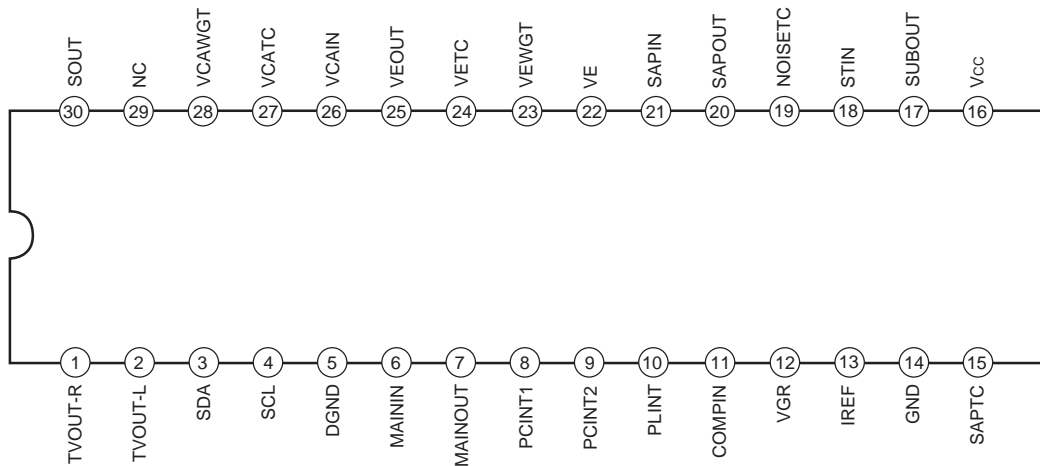 SOUT
NC
VCAWGT
VCATC
VCAIN
VEOUT
VETC
VEWGT
VE
SAPIN
SAPOUT
NOISETC
STIN
SUBOUT
Vcc
30
29
28
27
26
25
24
23
22
21
20
19
18
17
16
1
2
3
4
5
6
7
8
9
10
11
12
13
14
15
TVOUT-R
TVOUT-L
SDA
SCL
DGND
MAININ
MAINOUT
PCINT1
PCINT2
PLINT
COMPIN
VGR
IREF
GND
SAPTC